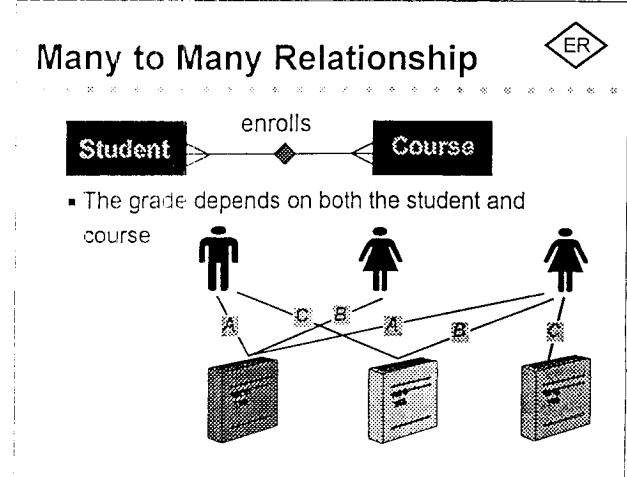 Many to Many Relationship
ER
enrolls
Student
Course
▪ The grade depends on both the student and
course
A
C
B
A
B
C